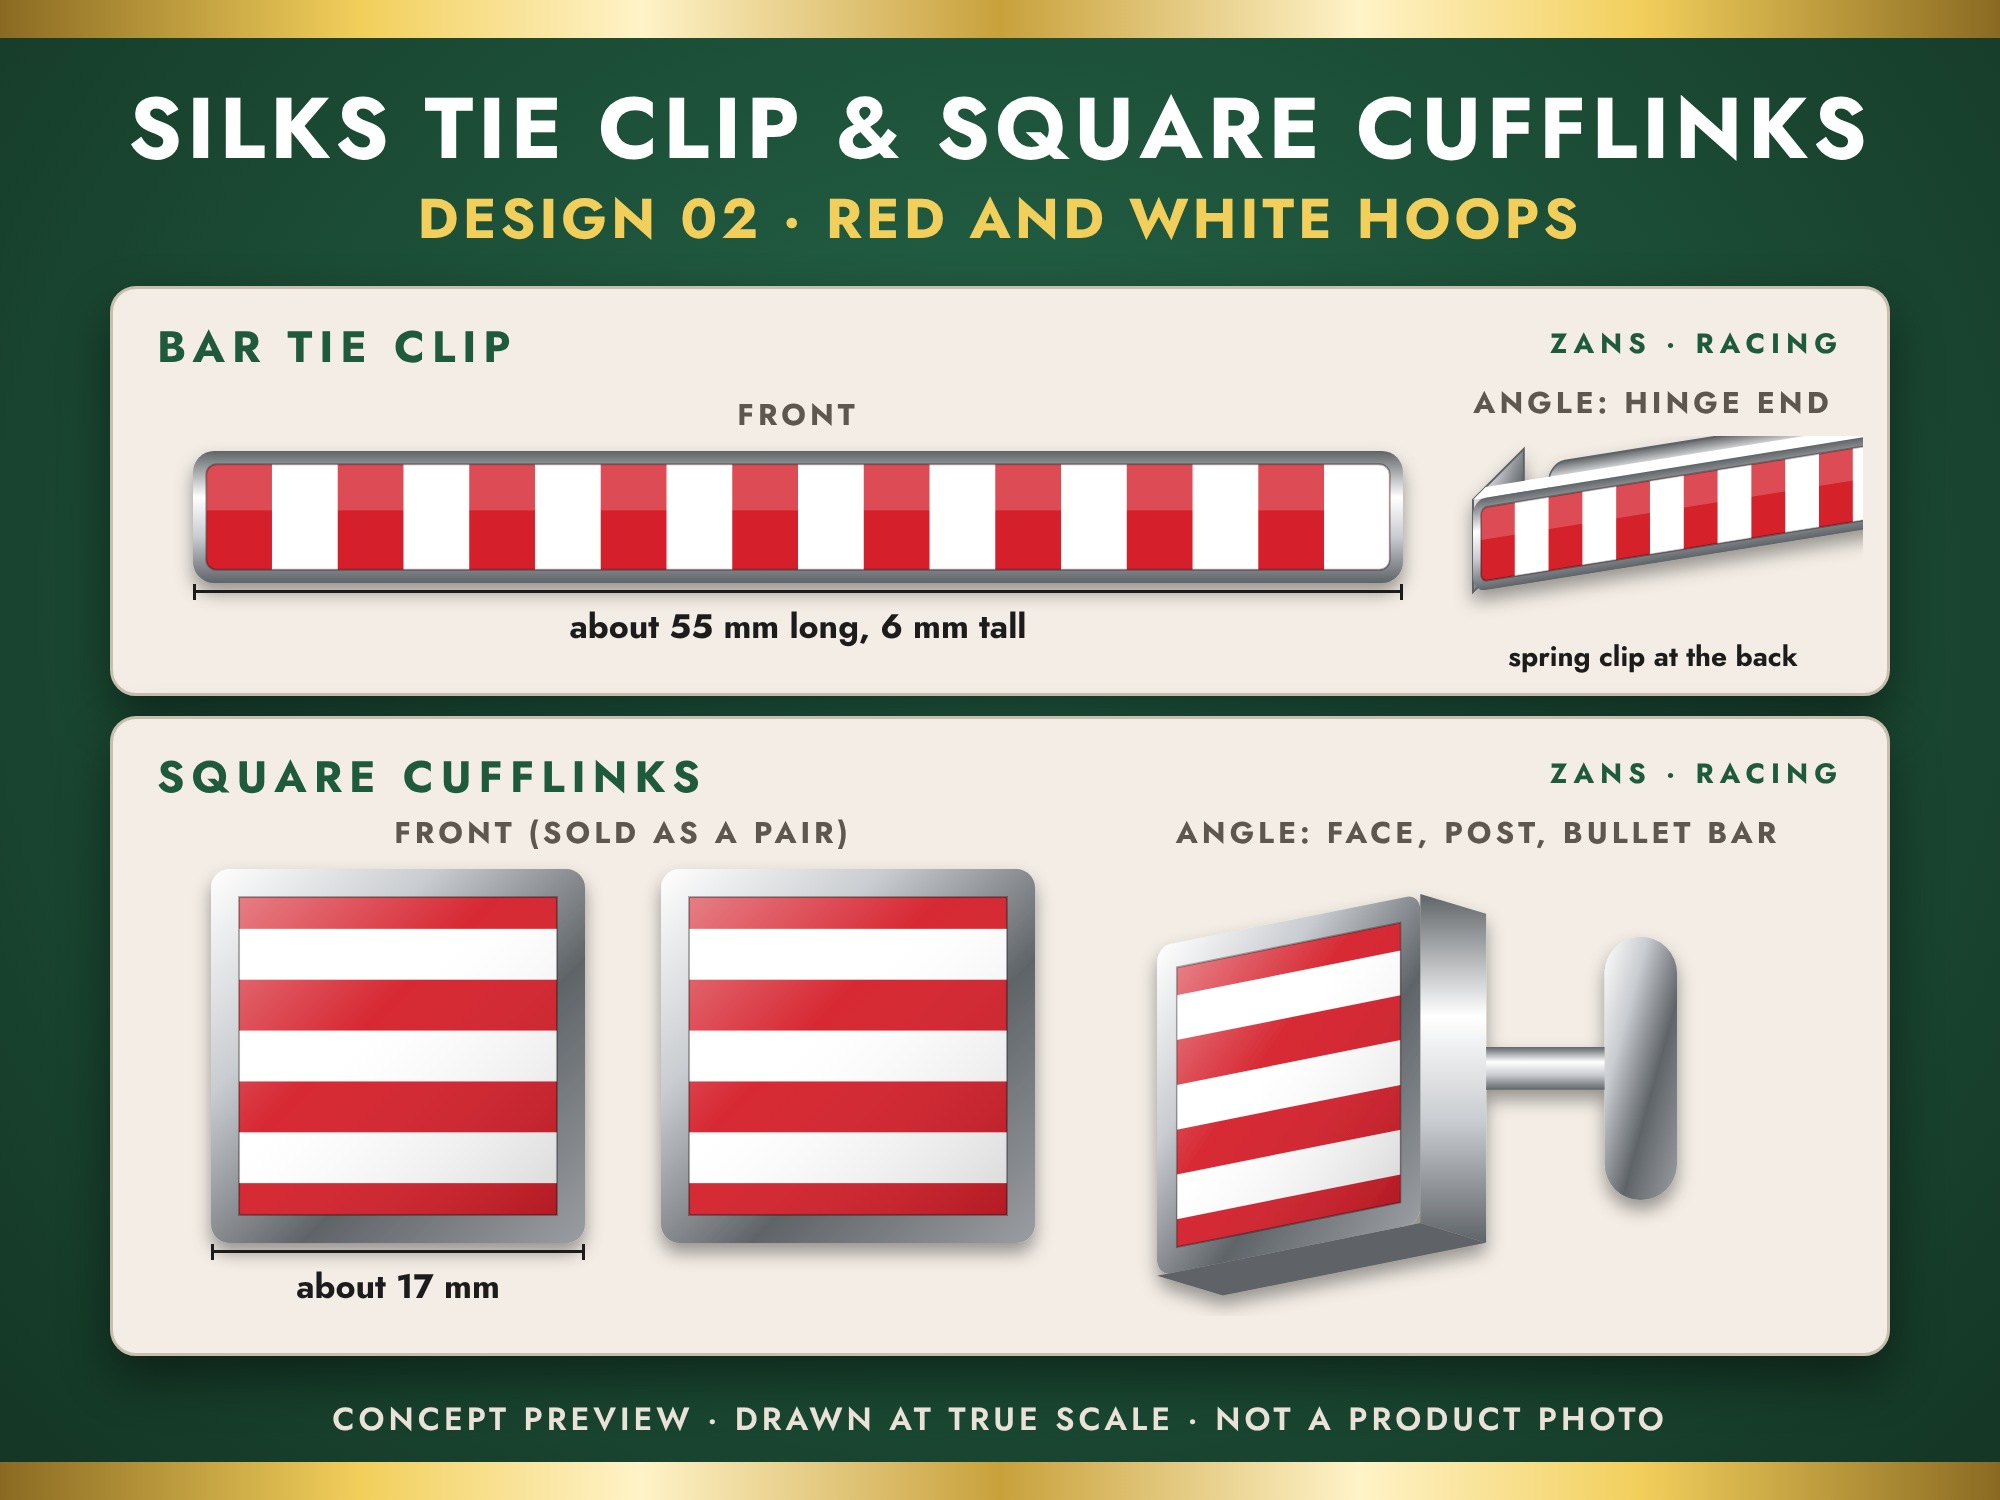 SILKS TIE CLIP & SQUARE CUFFLINKS
DESIGN 02 · RED AND WHITE HOOPS
BAR TIE CLIP
ZANS · RACING
FRONT
ANGLE: HINGE END
about 55 mm long, 6 mm tall
spring clip at the back
SQUARE CUFFLINKS
ZANS · RACING
FRONT (SOLD AS A PAIR)
ANGLE: FACE, POST, BULLET BAR
about 17 mm
CONCEPT PREVIEW · DRAWN AT TRUE SCALE · NOT A PRODUCT PHOTO